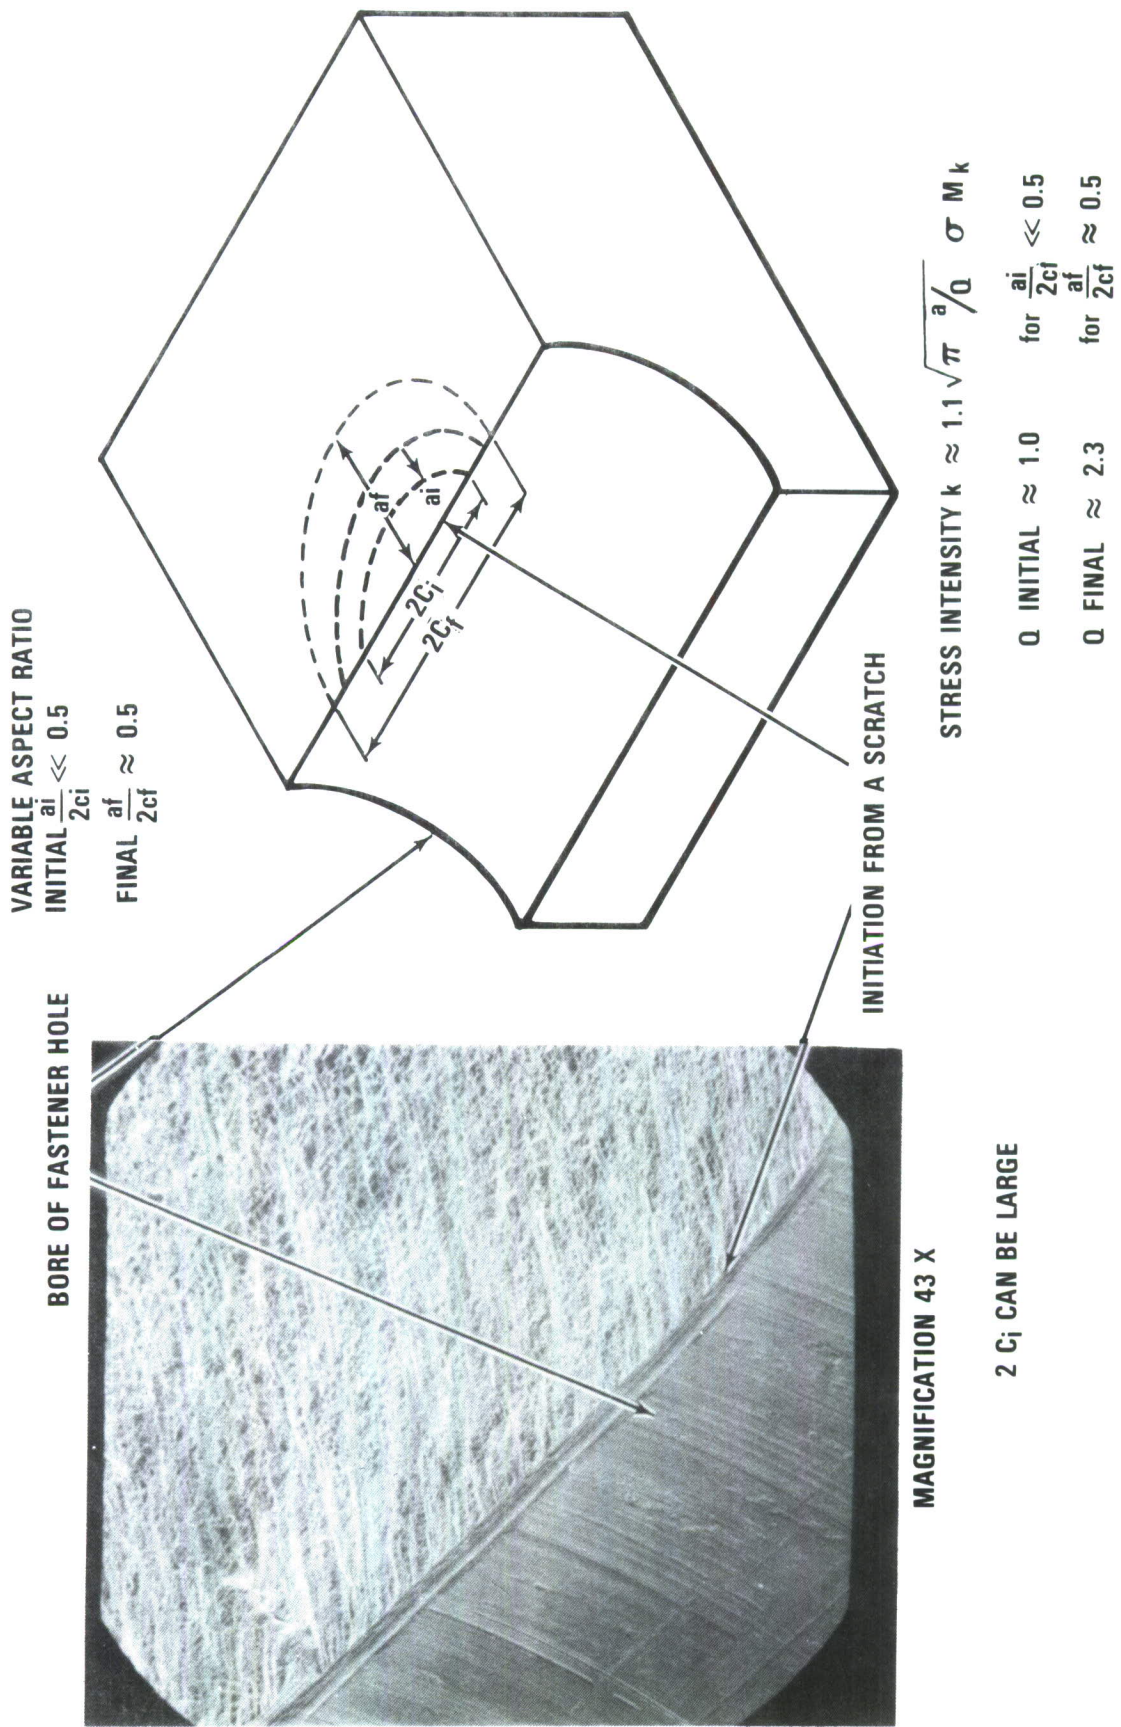 VARIABLE ASPECT RATIO
INITIAL ai/2ci ≪ 0.5
FINAL af/2cf ≈ 0.5
BORE OF FASTENER HOLE
af
ai
2Ci
2Cf
INITIATION FROM A SCRATCH
MAGNIFICATION 43 X
STRESS INTENSITY k ≈ 1.1 √π a/Q σ Mk
2 Ci CAN BE LARGE
Q INITIAL ≈ 1.0 for ai/2ci ≪ 0.5
Q FINAL ≈ 2.3 for af/2cf ≈ 0.5